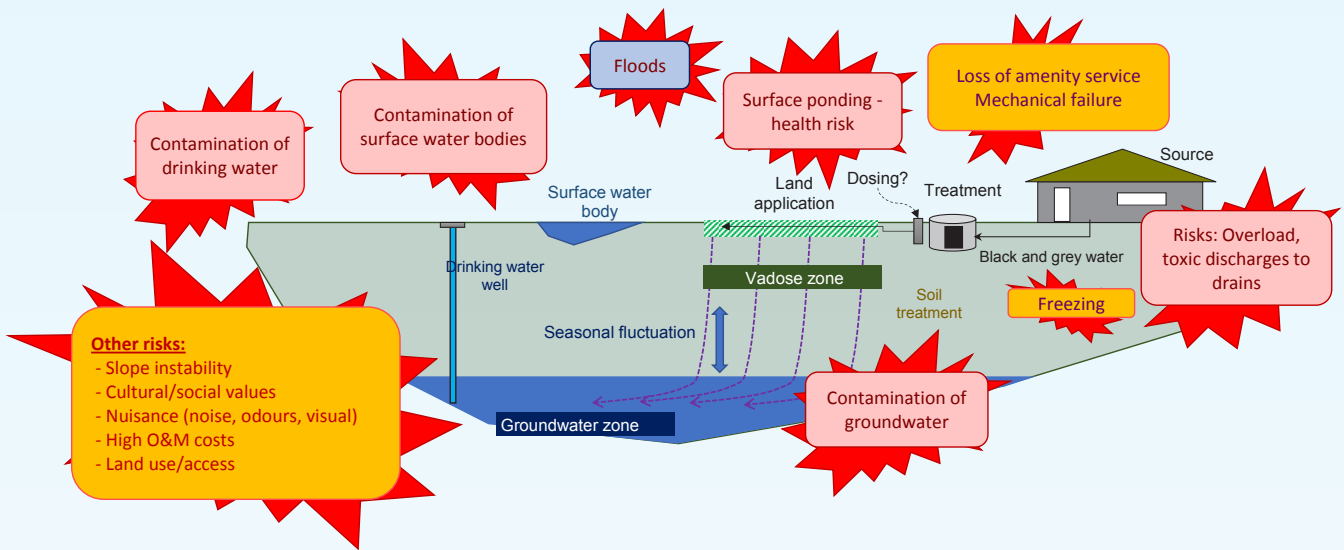 Floods
Loss of amenity service
Mechanical failure
Contamination of
surface water bodies
Surface ponding -
health risk
Contamination of
drinking water
Source
Dosing?
Treatment
Land
application
Surface water
body
Black and grey water
Risks: Overload,
toxic discharges to
drains
Drinking water
well
Vadose zone
Soil
treatment
Freezing
Seasonal fluctuation
Other risks:
- Slope instability
- Cultural/social values
- Nuisance (noise, odours, visual)
- High O&M costs
- Land use/access
Contamination of
groundwater
Groundwater zone